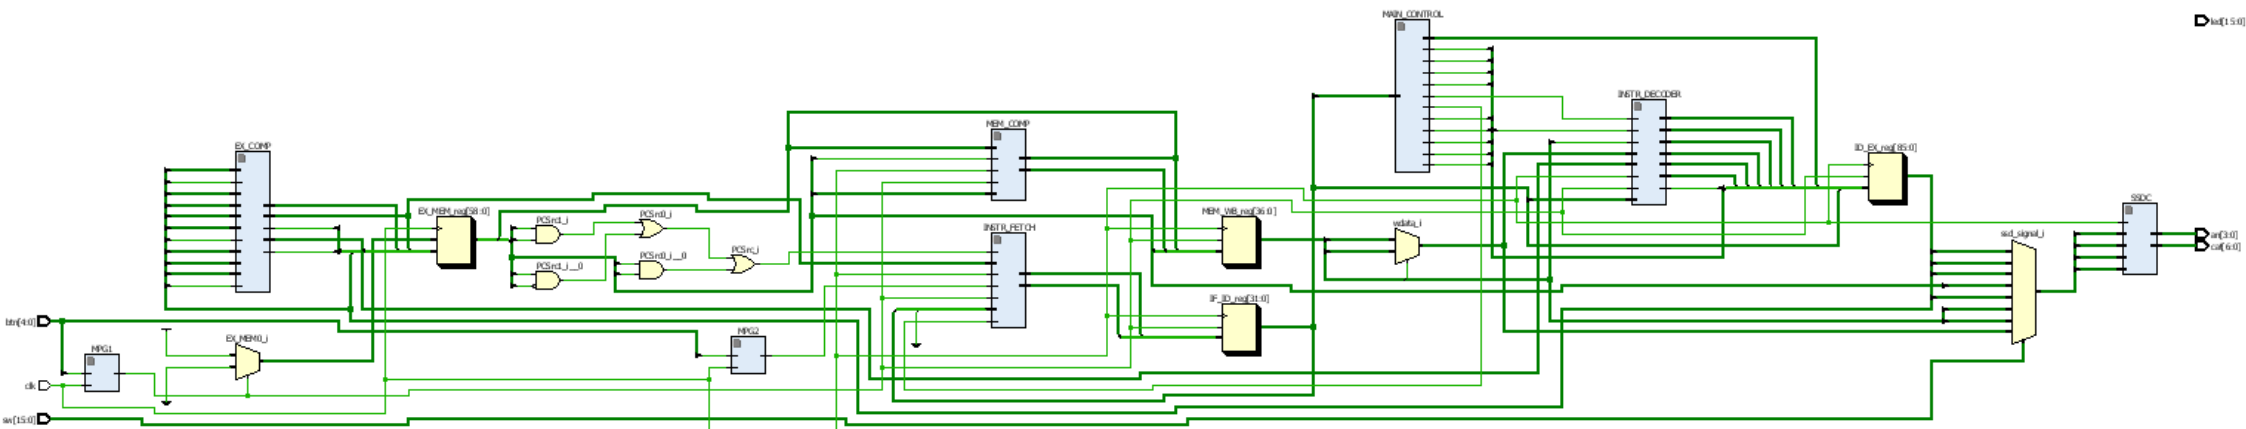 MAIN_CONTROL
led[15:0]
INSTR_DECODER
MEM_COMP
EX_COMP
ID_EX_reg[85:0]
SSDC
EX_MEM_reg[58:0]
PCSrc1_i
PCSrc0_i
MEM_WB_reg[36:0]
wdata_i
INSTR_FETCH
ssd_signal_i
an[3:0]
cat[6:0]
PCSrc_i
PCSrc1_i__0
PCSrc0_i__0
IF_ID_reg[31:0]
btn[4:0]
EX_MEM0_i
MPG2
MPG1
clk
sw[15:0]